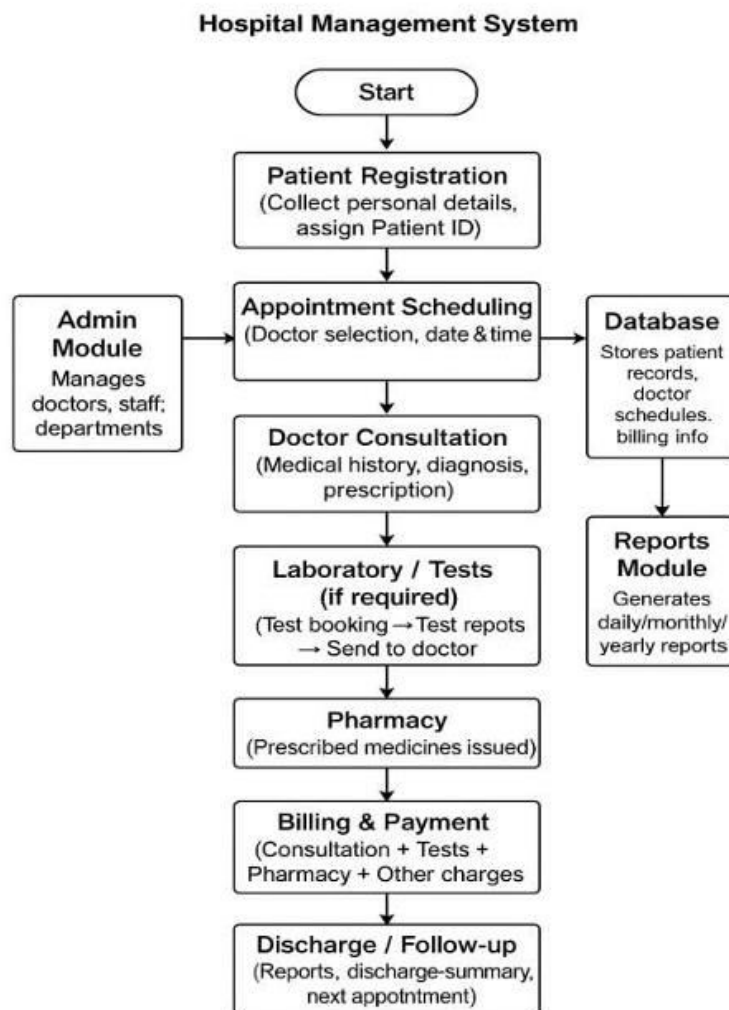 Hospital Management System
Start
Patient Registration
(Collect personal details,
assign Patient ID)
Appointment Scheduling
(Doctor selection, date & time
Admin
Module
Manages
doctors, staff;
departments
Database
Stores patient
records,
doctor
schedules.
billing info
Doctor Consultation
(Medical history, diagnosis,
prescription)
Laboratory / Tests
(if required)
(Test booking → Test repots
→ Send to doctor
Reports
Module
Generates
daily/monthly/
yearly reports
Pharmacy
(Prescribed medicines issued)
Billing & Payment
(Consultation + Tests +
Pharmacy + Other charges
Discharge / Follow-up
(Reports, discharge-summary,
next appotntment)